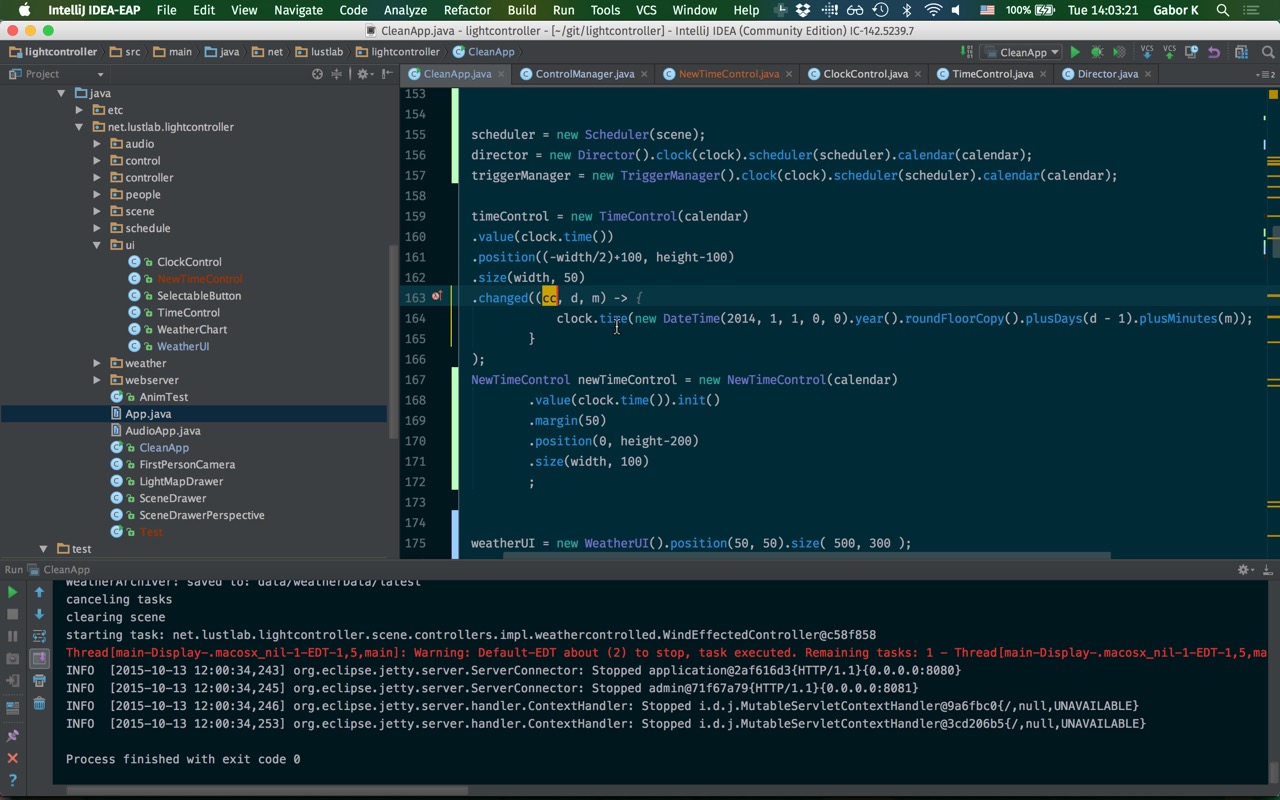 IntelliJ IDEA-EAP File Edit View Navigate Code Analyze Refactor Build Run Tools VCS Window Help 100% Tue 14:03:21 Gabor K
CleanApp.java - lightcontroller - [~/git/lightcontroller] - IntelliJ IDEA (Community Edition) IC-142.5239.7
lightcontroller src main java net lustlab lightcontroller CleanApp CleanApp
Project
CleanApp.java ControlManager.java NewTimeControl.java ClockControl.java TimeControl.java Director.java
java
etc
net.lustlab.lightcontroller
audio
control
controller
people
scene
schedule
ui
ClockControl
NewTimeControl
SelectableButton
TimeControl
WeatherChart
WeatherUI
weather
webserver
AnimTest
App.java
AudioApp.java
CleanApp
FirstPersonCamera
LightMapDrawer
SceneDrawer
SceneDrawerPerspective
Test
test
153
154
155 scheduler = new Scheduler(scene);
156 director = new Director().clock(clock).scheduler(scheduler).calendar(calendar);
157 triggerManager = new TriggerManager().clock(clock).scheduler(scheduler).calendar(calendar);
158
159 timeControl = new TimeControl(calendar)
160 .value(clock.time())
161 .position((-width/2)+100, height-100)
162 .size(width, 50)
163 .changed((cc, d, m) -> {
164 clock.time(new DateTime(2014, 1, 1, 0, 0).year().roundFloorCopy().plusDays(d - 1).plusMinutes(m));
165 }
166 );
167 NewTimeControl newTimeControl = new NewTimeControl(calendar)
168 .value(clock.time()).init()
169 .margin(50)
170 .position(0, height-200)
171 .size(width, 100)
172 ;
173
174
175 weatherUI = new WeatherUI().position(50, 50).size( 500, 300 );
Run CleanApp
WeatherArchiver: saved to: data/weatherData/latest
canceling tasks
clearing scene
starting task: net.lustlab.lightcontroller.scene.controllers.impl.weathercontrolled.WindEffectedController@c58f858
Thread[main-Display-.macosx_nil-1-EDT-1,5,main]: Warning: Default-EDT about (2) to stop, task executed. Remaining tasks: 1 - Thread[main-Display-.macosx_nil-1-EDT-1,5,ma
INFO [2015-10-13 12:00:34,243] org.eclipse.jetty.server.ServerConnector: Stopped application@2af616d3{HTTP/1.1}{0.0.0.0:8080}
INFO [2015-10-13 12:00:34,245] org.eclipse.jetty.server.ServerConnector: Stopped admin@71f67a79{HTTP/1.1}{0.0.0.0:8081}
INFO [2015-10-13 12:00:34,246] org.eclipse.jetty.server.handler.ContextHandler: Stopped i.d.j.MutableServletContextHandler@9a6fbc0{/,null,UNAVAILABLE}
INFO [2015-10-13 12:00:34,253] org.eclipse.jetty.server.handler.ContextHandler: Stopped i.d.j.MutableServletContextHandler@3cd206b5{/,null,UNAVAILABLE}
Process finished with exit code 0